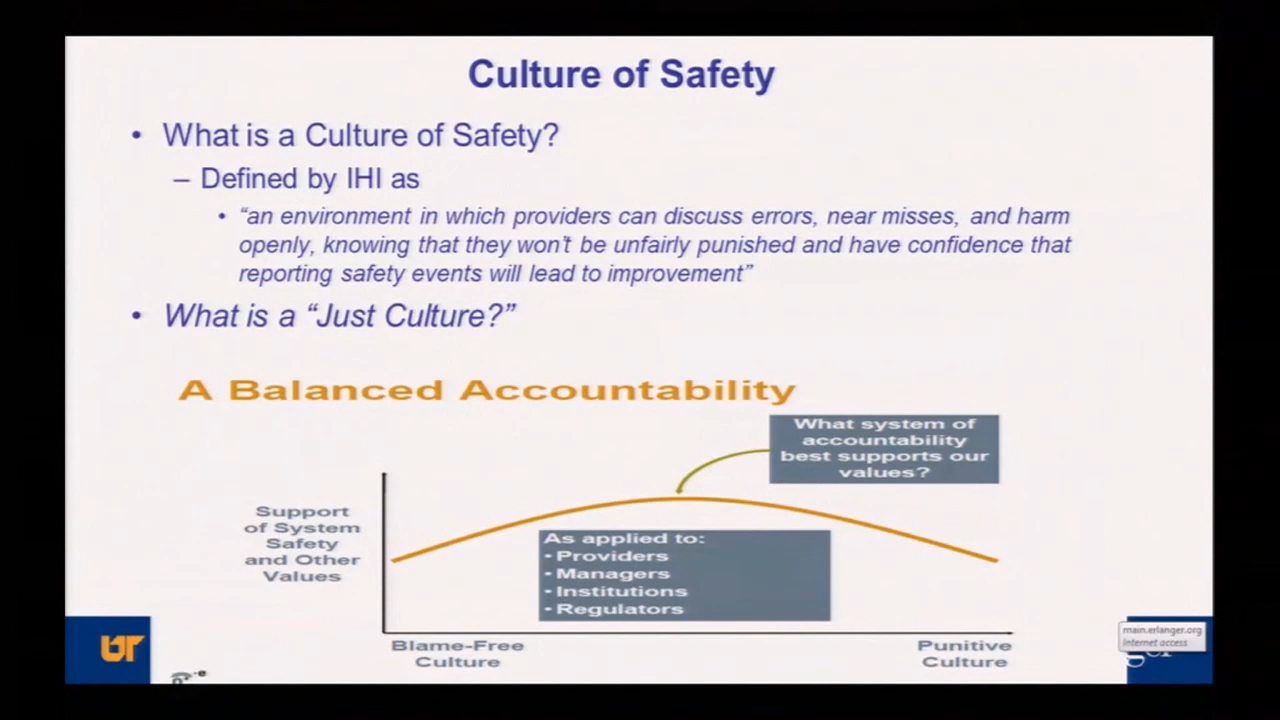 Culture of Safety
• What is a Culture of Safety?
– Defined by IHI as
• “an environment in which providers can discuss errors, near misses, and harm
openly, knowing that they won’t be unfairly punished and have confidence that
reporting safety events will lead to improvement”
• What is a “Just Culture?”
A Balanced Accountability
What system of
accountability
best supports our
values?
Support
of System
Safety
and Other
Values
As applied to:
• Providers
• Managers
• Institutions
• Regulators
Blame-Free
Culture
Punitive
Culture
UT
main.erlanger.org
Internet access